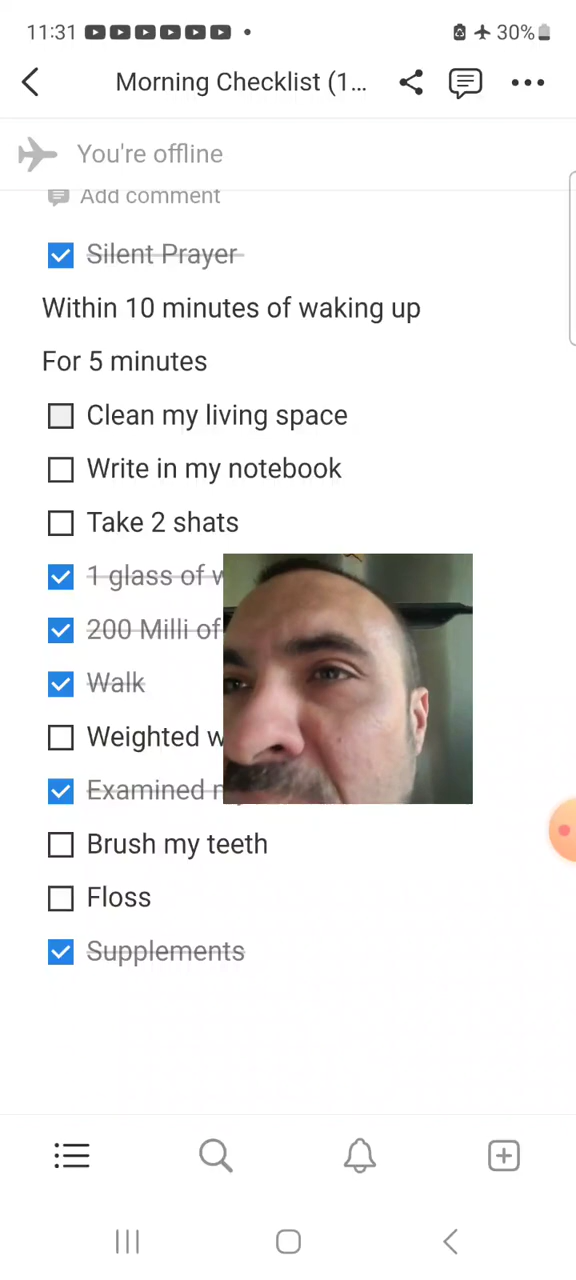 11:31 30%
Morning Checklist (1...
You're offline
Add comment
Silent Prayer
Within 10 minutes of waking up
For 5 minutes
Clean my living space
Write in my notebook
Take 2 shats
1 glass of
200 Milli of
Walk
Weighted
Examined
Brush my teeth
Floss
Supplements